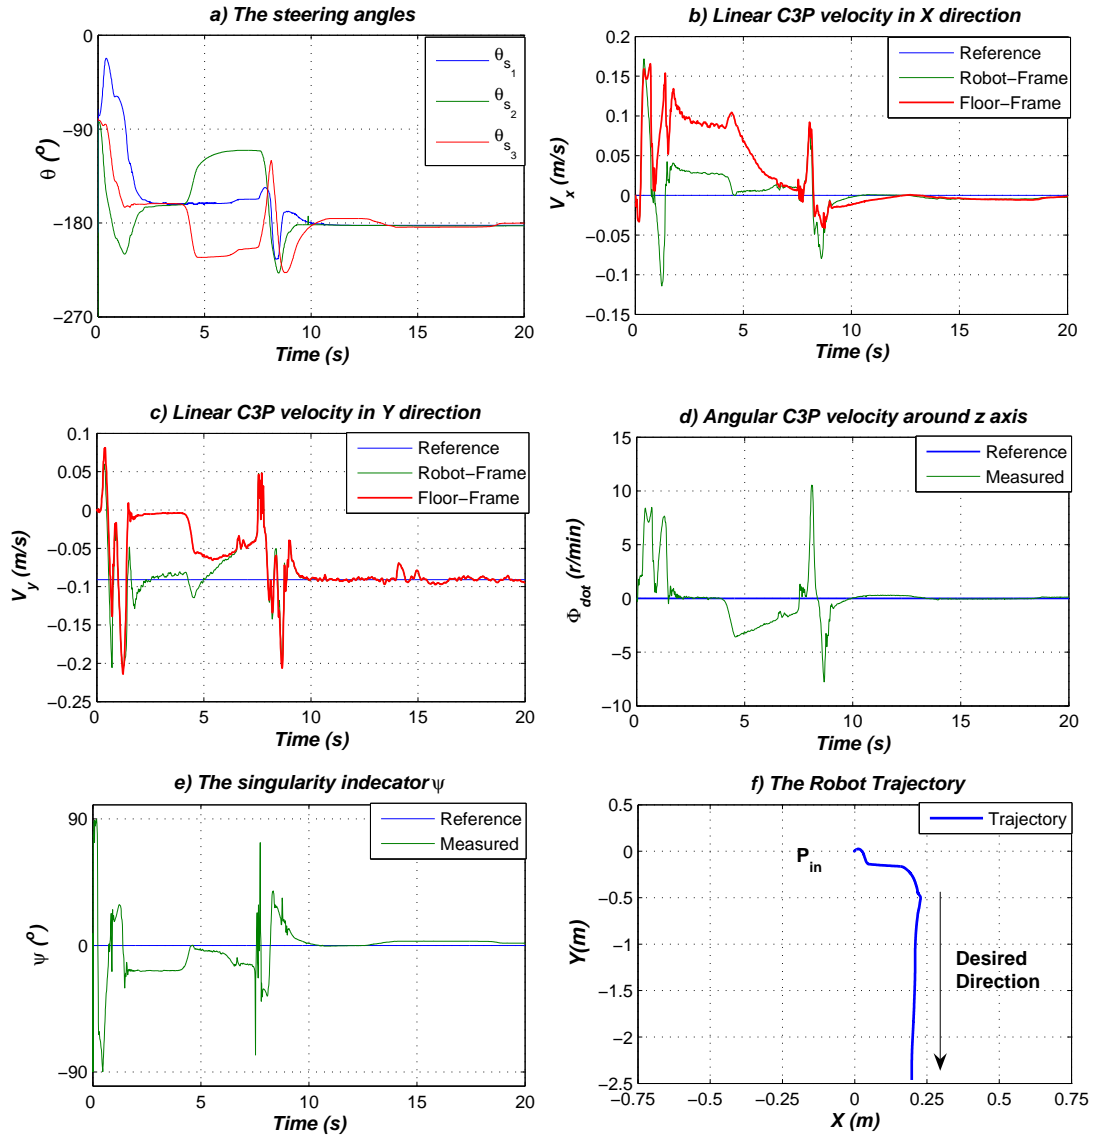 a) The steering angles
0
−90
−180
−270
θ (º)
0 5 10 15 20
Time (s)
θs1
θs2
θs3
b) Linear C3P velocity in X direction
0.2
0.15
0.1
0.05
0
−0.05
−0.1
−0.15
V_x (m/s)
0 5 10 15 20
Time (s)
Reference
Robot−Frame
Floor−Frame
c) Linear C3P velocity in Y direction
0.1
0.05
0
−0.05
−0.1
−0.15
−0.2
−0.25
V_y (m/s)
0 5 10 15 20
Time (s)
Reference
Robot−Frame
Floor−Frame
d) Angular C3P velocity around z axis
15
10
5
0
−5
−10
Φdot (r/min)
0 5 10 15 20
Time (s)
Reference
Measured
e) The singularity indecator ψ
90
0
−90
ψ (º)
0 5 10 15 20
Time (s)
Reference
Measured
f) The Robot Trajectory
0.5
0
−0.5
−1
−1.5
−2
−2.5
Y(m)
−0.75 −0.5 −0.25 0 0.25 0.5 0.75
X (m)
Trajectory
Pin
Desired
Direction